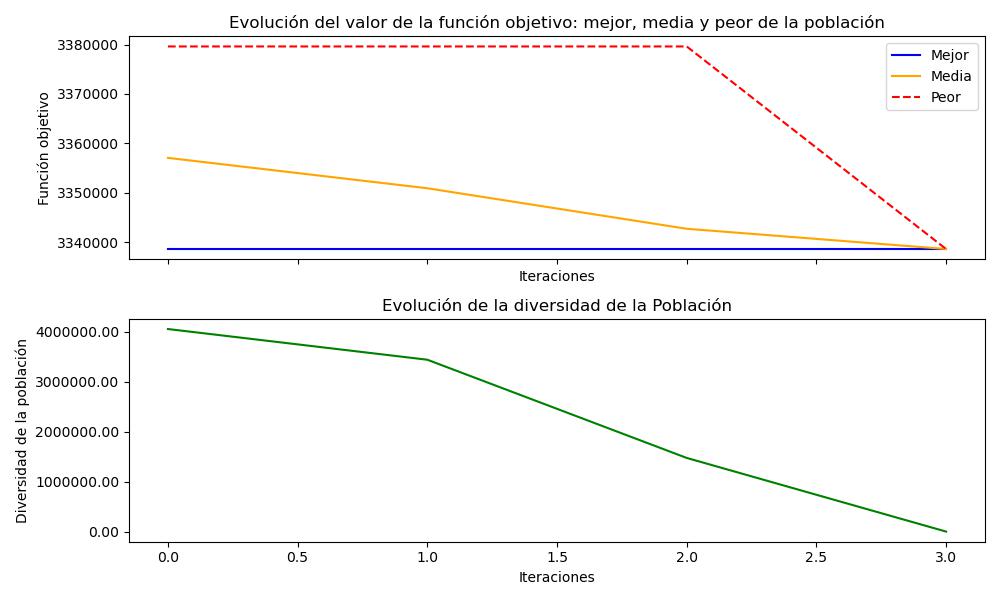 Evolución del valor de la función objetivo: mejor, media y peor de la población
3380000
3370000
3360000
3350000
3340000
Función objetivo
Mejor
Media
Peor
Iteraciones
Evolución de la diversidad de la Población
4000000.00
3000000.00
2000000.00
1000000.00
0.00
Diversidad de la población
0.0 0.5 1.0 1.5 2.0 2.5 3.0
Iteraciones